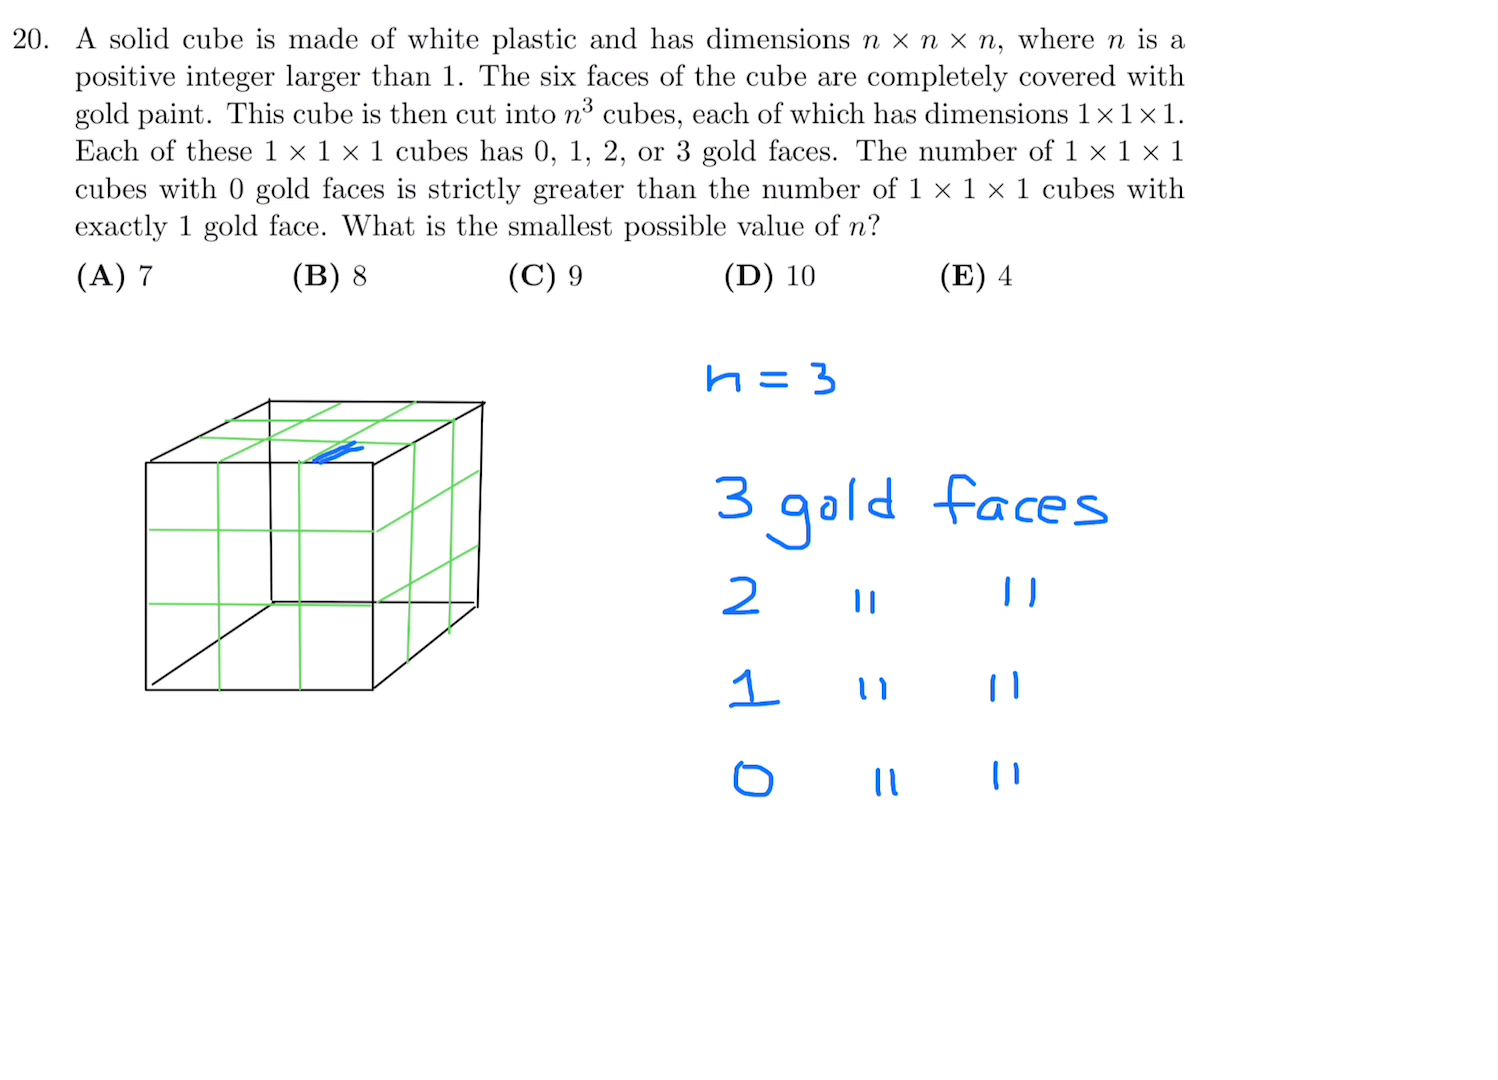 20. A solid cube is made of white plastic and has dimensions n × n × n, where n is a
positive integer larger than 1. The six faces of the cube are completely covered with
gold paint. This cube is then cut into n³ cubes, each of which has dimensions 1×1×1.
Each of these 1 × 1 × 1 cubes has 0, 1, 2, or 3 gold faces. The number of 1 × 1 × 1
cubes with 0 gold faces is strictly greater than the number of 1 × 1 × 1 cubes with
exactly 1 gold face. What is the smallest possible value of n?
(A) 7 (B) 8 (C) 9 (D) 10 (E) 4
n = 3
3 gold faces
2 " "
1 " "
0 " "